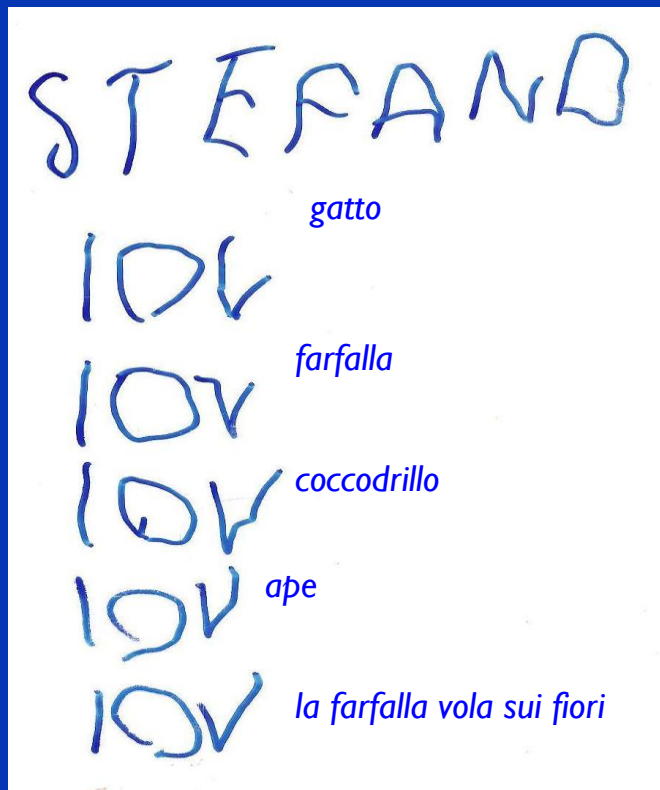 STEFANO
gatto
IOV
farfalla
IOV
coccodrillo
IOV
ape
IOV
la farfalla vola sui fiori
IOV